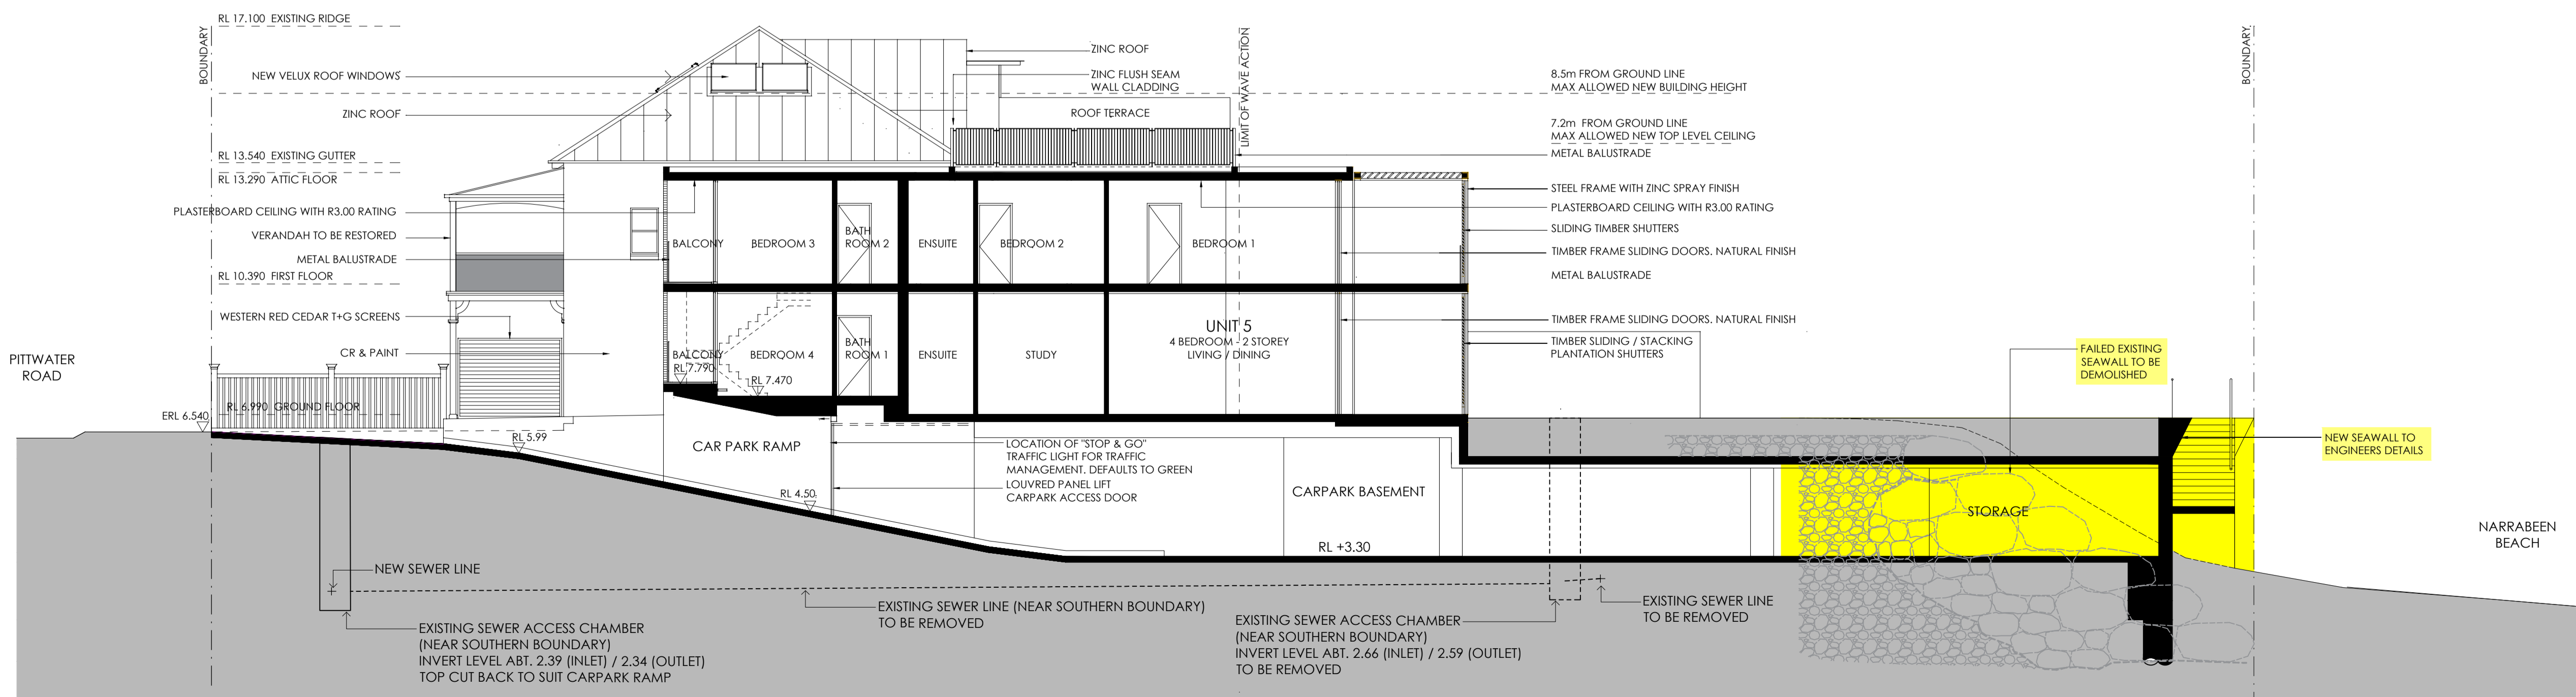 RL 17.100 EXISTING RIDGE
BOUNDARY
NEW VELUX ROOF WINDOWS
ZINC ROOF
RL 13.540 EXISTING GUTTER
RL 13.290 ATTIC FLOOR
PLASTERBOARD CEILING WITH R3.00 RATING
VERANDAH TO BE RESTORED
METAL BALUSTRADE
RL 10.390 FIRST FLOOR
WESTERN RED CEDAR T+G SCREENS
CR & PAINT
PITTWATER
ROAD
ERL 6.540
RL 6.990 GROUND FLOOR
RL 5.99
ZINC ROOF
ZINC FLUSH SEAM
WALL CLADDING
ROOF TERRACE
LIMIT OF WAVE ACTION
8.5m FROM GROUND LINE
MAX ALLOWED NEW BUILDING HEIGHT
7.2m FROM GROUND LINE
MAX ALLOWED NEW TOP LEVEL CEILING
METAL BALUSTRADE
STEEL FRAME WITH ZINC SPRAY FINISH
PLASTERBOARD CEILING WITH R3.00 RATING
SLIDING TIMBER SHUTTERS
TIMBER FRAME SLIDING DOORS. NATURAL FINISH
METAL BALUSTRADE
TIMBER FRAME SLIDING DOORS. NATURAL FINISH
TIMBER SLIDING / STACKING
PLANTATION SHUTTERS
BALCONY
BEDROOM 3
BATH
ROOM 2
ENSUITE
BEDROOM 2
BEDROOM 1
BALCONY
RL 7.790
BEDROOM 4
RL 7.470
BATH
ROOM 1
ENSUITE
STUDY
UNIT 5
4 BEDROOM - 2 STOREY
LIVING / DINING
CAR PARK RAMP
RL 4.50
LOCATION OF "STOP & GO"
TRAFFIC LIGHT FOR TRAFFIC
MANAGEMENT. DEFAULTS TO GREEN
LOUVRED PANEL LIFT
CARPARK ACCESS DOOR
CARPARK BASEMENT
RL +3.30
STORAGE
BOUNDARY
FAILED EXISTING
SEAWALL TO BE
DEMOLISHED
NEW SEAWALL TO
ENGINEERS DETAILS
NARRABEEN
BEACH
NEW SEWER LINE
EXISTING SEWER ACCESS CHAMBER
(NEAR SOUTHERN BOUNDARY)
INVERT LEVEL ABT. 2.39 (INLET) / 2.34 (OUTLET)
TOP CUT BACK TO SUIT CARPARK RAMP
EXISTING SEWER LINE (NEAR SOUTHERN BOUNDARY)
TO BE REMOVED
EXISTING SEWER ACCESS CHAMBER
(NEAR SOUTHERN BOUNDARY)
INVERT LEVEL ABT. 2.66 (INLET) / 2.59 (OUTLET)
TO BE REMOVED
EXISTING SEWER LINE
TO BE REMOVED